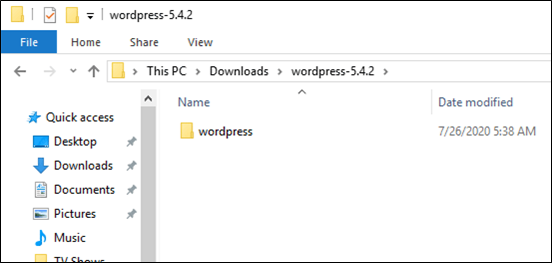 wordpress-5.4.2
File Home Share View
This PC Downloads wordpress-5.4.2
Name Date modified
Quick access
wordpress 7/26/2020 5:38 AM
Desktop
Downloads
Documents
Pictures
Music
TV Shows